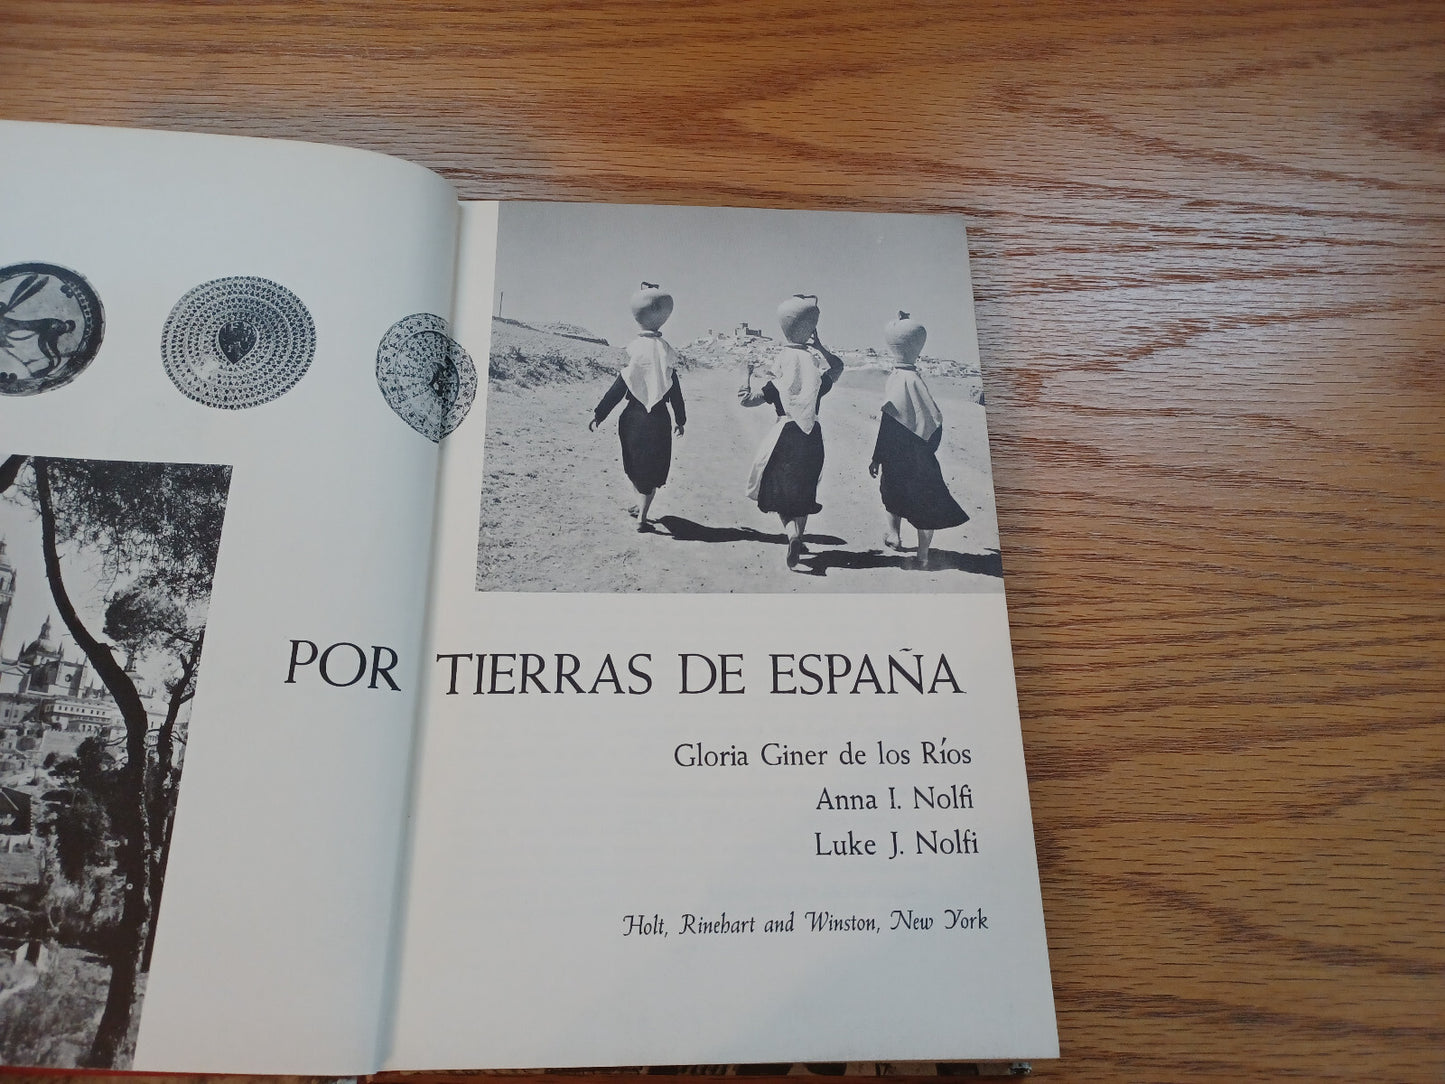 POR TIERRAS DE ESPAÑA
Gloria Giner de los Ríos
Anna I. Nolfi
Luke J. Nolfi
Holt, Rinehart and Winston, New York